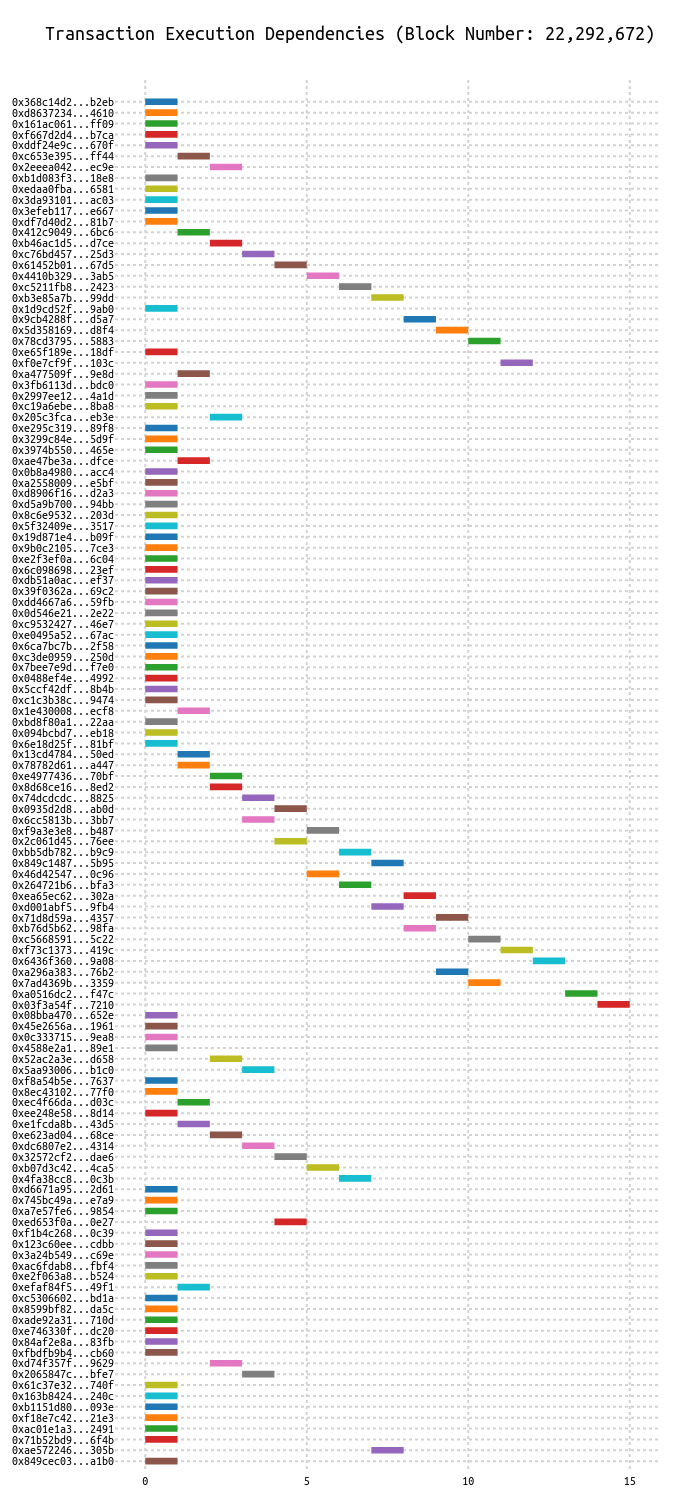 Transaction Execution Dependencies (Block Number: 22,292,672)
0x368c14d2...b2eb
0xd8637234...4610
0x161ac061...ff09
0xf667d2d4...b7ca
0xddf24e9c...670f
0xc653e395...ff44
0x2eeea042...ec9e
0xb1d083f3...18e8
0xedaa0fba...6581
0x3da93101...ac03
0x3efeb117...e667
0xdf7d40d2...81b7
0x412c9049...6bc6
0xb46ac1d5...d7ce
0xc76bd457...25d3
0x61452b01...67d5
0x4410b329...3ab5
0xc5211fb8...2423
0xb3e85a7b...99dd
0x1d9cd52f...9ab0
0x9cb4288f...d5a7
0x5d358169...d8f4
0x78cd3795...5883
0xe65f189e...18df
0xf0e7cf9f...103c
0xa477509f...9e8d
0x3fb6113d...bdc0
0x2997ee12...4a1d
0xc19a6ebe...8ba8
0x205c3fca...eb3e
0xe295c319...89f8
0x3299c84e...5d9f
0x3974b550...465e
0xae47be3a...dfce
0x0b8a4980...acc4
0xa2558009...e5bf
0xd8906f16...d2a3
0xd5a9b700...94bb
0x8c6e9532...203d
0x5f32409e...3517
0x19d871e4...b09f
0x9b0c2105...7ce3
0xe2f3ef0a...6c04
0x6c098698...23ef
0xdb51a0ac...ef37
0x39f0362a...69c2
0xdd4667a6...59fb
0x0d546e21...2e22
0xc9532427...46e7
0xe0495a52...67ac
0x6ca7bc7b...2f58
0xc3de0959...250d
0x7bee7e9d...f7e0
0x0488ef4e...4992
0x5ccf42df...8b4b
0xc1c3b38c...9474
0x1e430008...ecf8
0xbd8f80a1...22aa
0x094bcbd7...eb18
0x6e18d25f...81bf
0x13cd4784...50ed
0x78782d61...a447
0xe4977436...70bf
0x8d68ce16...8ed2
0x74dcdcdc...8825
0x0935d2d8...ab0d
0x6cc5813b...3bb7
0xf9a3e3e8...b487
0x2c061d45...76ee
0xbb5db782...b9c9
0x849c1487...5b95
0x46d42547...0c96
0x264721b6...bfa3
0xea65ec62...302a
0xd001abf5...9fb4
0x71d8d59a...4357
0xb76d5b62...98fa
0xc5668591...5c22
0xf73c1373...419c
0x6436f360...9a08
0xa296a383...76b2
0x7ad4369b...3359
0xa0516dc2...f47c
0x03f3a54f...7210
0x08bba470...652e
0x45e2656a...1961
0x0c333715...9ea8
0x4588e2a1...89e1
0x52ac2a3e...d658
0x5aa93006...b1c0
0xf8a54b5e...7637
0x8ec43102...77f0
0xec4f66da...d03c
0xee248e58...8d14
0xe1fcda8b...43d5
0xe623ad04...68ce
0xdc6807e2...4314
0x32572cf2...dae6
0xb07d3c42...4ca5
0x4fa38cc8...0c3b
0xd6671a95...2d61
0x745bc49a...e7a9
0xa7e57fe6...9854
0xed653f0a...0e27
0xf1b4c268...0c39
0x123c60ee...cdbb
0x3a24b549...c69e
0xac6fdab8...fbf4
0xe2f063a8...b524
0xefaf84f5...49f1
0xc5306602...bd1a
0x8599bf82...da5c
0xade92a31...710d
0xe746330f...dc20
0x84af2e8a...83fb
0xfbdfb9b4...cb60
0xd74f357f...9629
0x2065847c...bfe7
0x61c37e32...740f
0x163b8424...240c
0xb1151d80...093e
0xf18e7c42...21e3
0xac01e1a3...2491
0x71b52bd9...6f4b
0xae572246...305b
0x849cec03...a1b0
0 5 10 15